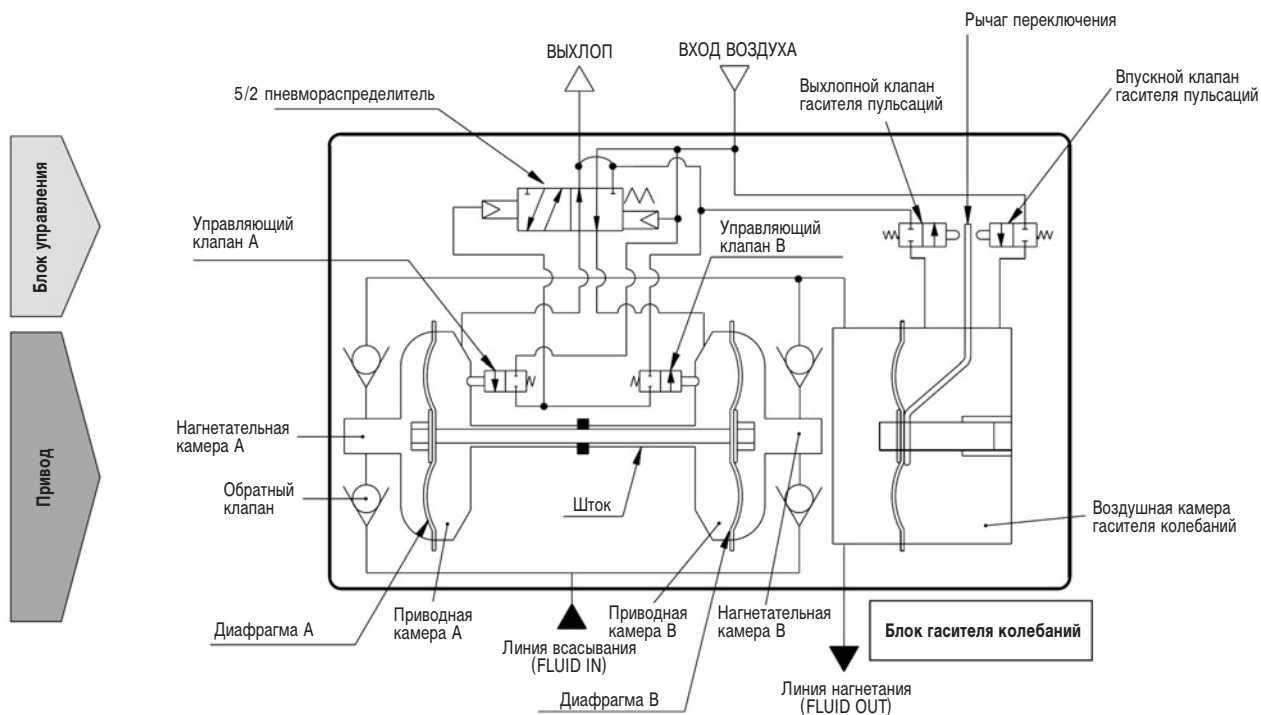 Рычаг переключения
ВЫХЛОП
ВХОД ВОЗДУХА
5/2 пневмораспределитель
Выхлопной клапан
гасителя пульсаций
Впускной клапан
гасителя пульсаций
Блок управления
Управляющий
клапан А
Управляющий
клапан В
Привод
Нагнетательная
камера А
Обратный
клапан
Шток
Воздушная камера
гасителя колебаний
Диафрагма А
Приводная
камера А
Линия всасывания
(FLUID IN)
Приводная
камера В
Нагнетательная
камера В
Диафрагма В
Блок гасителя колебаний
Линия нагнетания
(FLUID OUT)